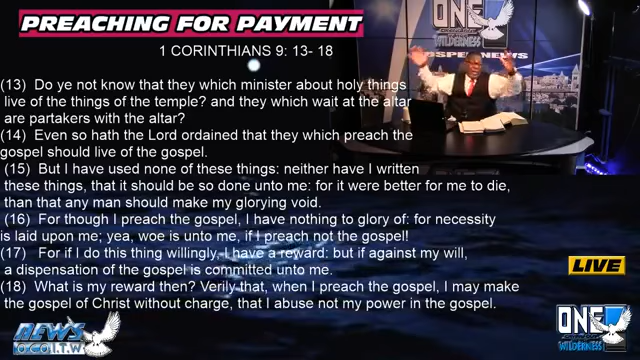 PREACHING FOR PAYMENT
1 CORINTHIANS 9: 13- 18
(13) Do ye not know that they which minister about holy things
live of the things of the temple? and they which wait at the altar
are partakers with the altar?
(14) Even so hath the Lord ordained that they which preach the
gospel should live of the gospel.
(15) But I have used none of these things: neither have I written
these things, that it should be so done unto me: for it were better for me to die,
than that any man should make my glorying void.
(16) For though I preach the gospel, I have nothing to glory of: for necessity
is laid upon me; yea, woe is unto me, if I preach not the gospel!
(17) For if I do this thing willingly, I have a reward: but if against my will,
a dispensation of the gospel is committed unto me.
(18) What is my reward then? Verily that, when I preach the gospel, I may make
the gospel of Christ without charge, that I abuse not my power in the gospel.
ONE
WILDERNESS
GOSPEL NEWS
LIVE
NEWS
O.C.O.I.T.W
ONE
WILDERNESS